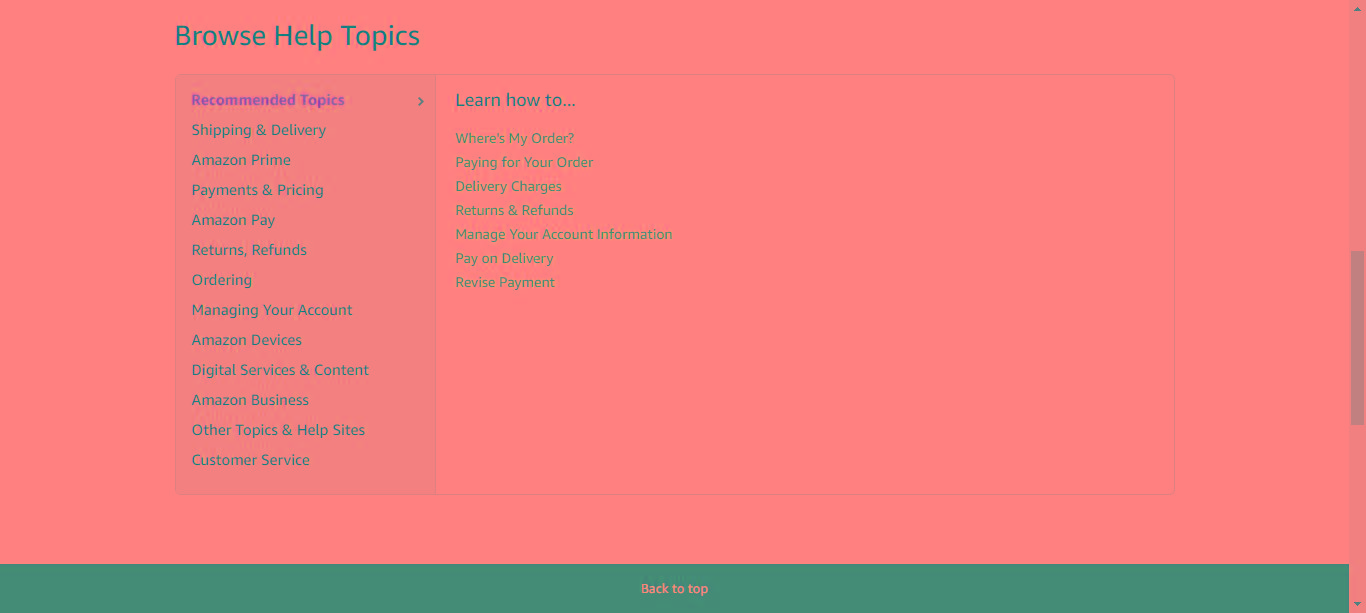 Browse Help Topics
Recommended Topics
Shipping & Delivery
Amazon Prime
Payments & Pricing
Amazon Pay
Returns, Refunds
Ordering
Managing Your Account
Amazon Devices
Digital Services & Content
Amazon Business
Other Topics & Help Sites
Customer Service
Learn how to...
Where's My Order?
Paying for Your Order
Delivery Charges
Returns & Refunds
Manage Your Account Information
Pay on Delivery
Revise Payment
Back to top